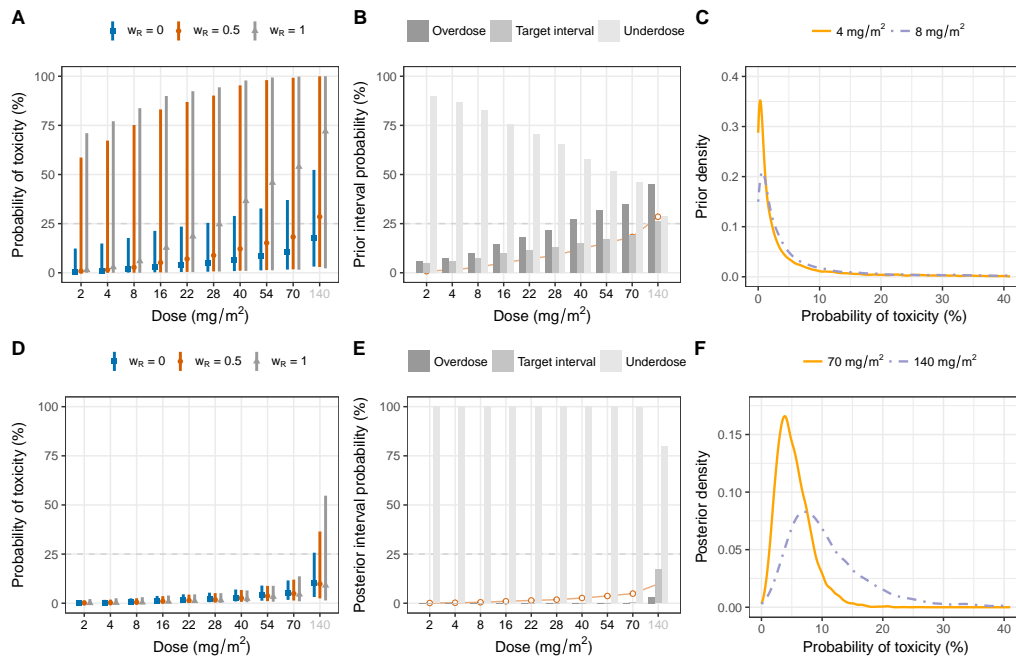 A
w_R = 0 w_R = 0.5 w_R = 1
Probability of toxicity (%)
100
75
50
25
0
2 4 8 16 22 28 40 54 70 140
Dose (mg/m²)
B
Overdose Target interval Underdose
Prior interval probability (%)
100
75
50
25
0
2 4 8 16 22 28 40 54 70 140
Dose (mg/m²)
C
4 mg/m² 8 mg/m²
Prior density
0.4
0.3
0.2
0.1
0.0
0 10 20 30 40
Probability of toxicity (%)
D
w_R = 0 w_R = 0.5 w_R = 1
Probability of toxicity (%)
100
75
50
25
0
2 4 8 16 22 28 40 54 70 140
Dose (mg/m²)
E
Overdose Target interval Underdose
Posterior interval probability (%)
100
75
50
25
0
2 4 8 16 22 28 40 54 70 140
Dose (mg/m²)
F
70 mg/m² 140 mg/m²
Posterior density
0.15
0.10
0.05
0.00
0 10 20 30 40
Probability of toxicity (%)